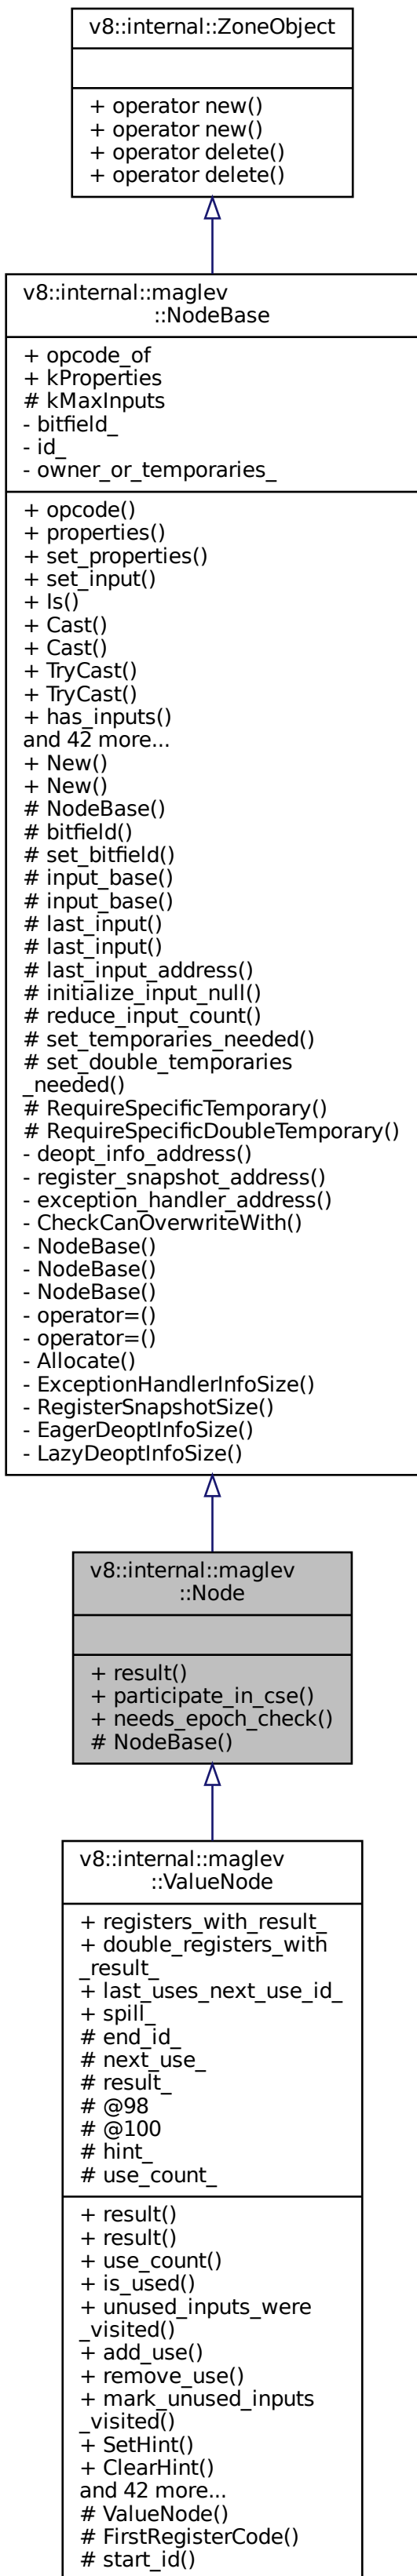 v8::internal::ZoneObject
+ operator new()
+ operator new()
+ operator delete()
+ operator delete()
v8::internal::maglev
::NodeBase
+ opcode_of
+ kProperties
# kMaxInputs
- bitfield_
- id_
- owner_or_temporaries_
+ opcode()
+ properties()
+ set_properties()
+ set_input()
+ Is()
+ Cast()
+ Cast()
+ TryCast()
+ TryCast()
+ has_inputs()
and 42 more...
+ New()
+ New()
# NodeBase()
# bitfield()
# set_bitfield()
# input_base()
# input_base()
# last_input()
# last_input()
# last_input_address()
# initialize_input_null()
# reduce_input_count()
# set_temporaries_needed()
# set_double_temporaries
_needed()
# RequireSpecificTemporary()
# RequireSpecificDoubleTemporary()
- deopt_info_address()
- register_snapshot_address()
- exception_handler_address()
- CheckCanOverwriteWith()
- NodeBase()
- NodeBase()
- NodeBase()
- operator=()
- operator=()
- Allocate()
- ExceptionHandlerInfoSize()
- RegisterSnapshotSize()
- EagerDeoptInfoSize()
- LazyDeoptInfoSize()
v8::internal::maglev
::Node
+ result()
+ participate_in_cse()
+ needs_epoch_check()
# NodeBase()
v8::internal::maglev
::ValueNode
+ registers_with_result_
+ double_registers_with
_result_
+ last_uses_next_use_id_
+ spill_
# end_id_
# next_use_
# result_
# @98
# @100
# hint_
# use_count_
+ result()
+ result()
+ use_count()
+ is_used()
+ unused_inputs_were
_visited()
+ add_use()
+ remove_use()
+ mark_unused_inputs
_visited()
+ SetHint()
+ ClearHint()
and 42 more...
# ValueNode()
# FirstRegisterCode()
# start_id()